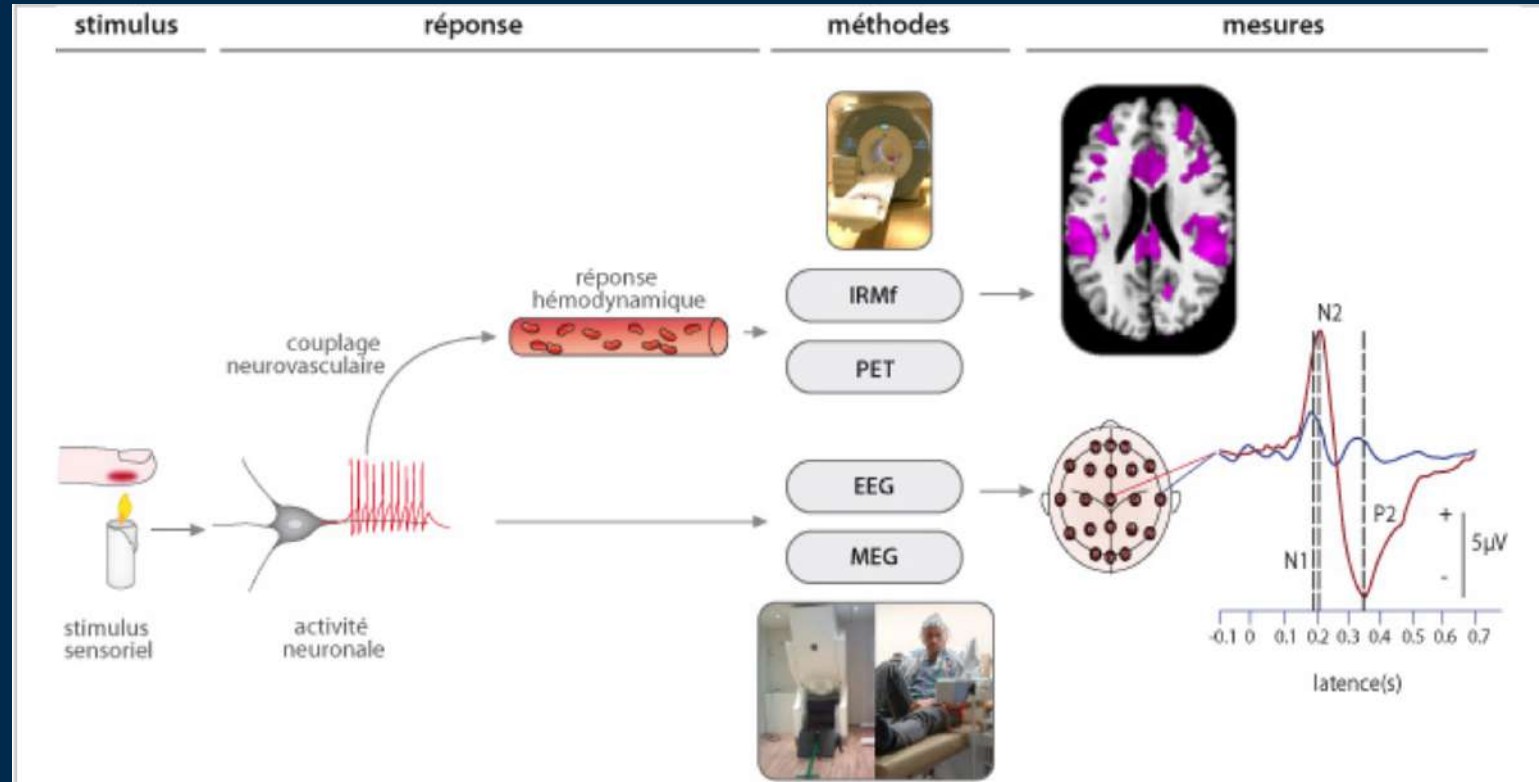 stimulus
réponse
méthodes
mesures
réponse
hémodynamique
couplage
neurovasculaire
IRMf
PET
EEG
MEG
stimulus
sensoriel
activité
neuronale
N2
P2
N1
+
5µV
-
-0.1 0 0.1 0.2 0.3 0.4 0.5 0.6 0.7
latence(s)